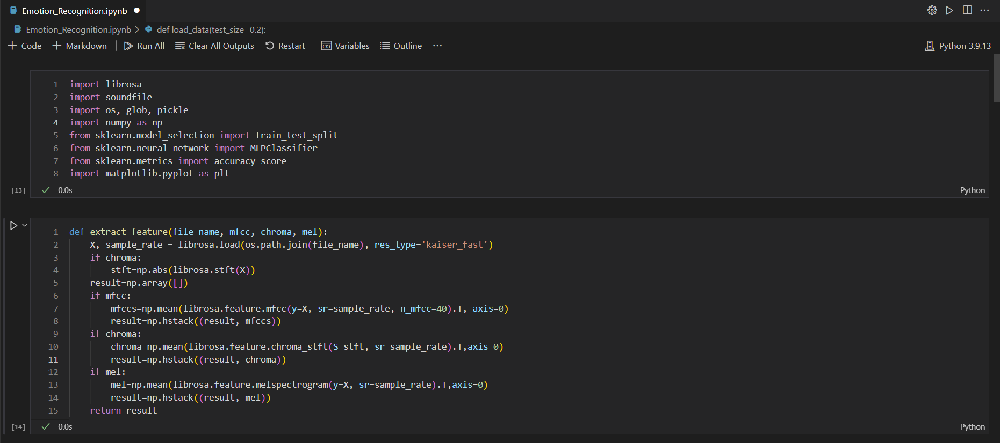 Emotion_Recognition.ipynb
Emotion_Recognition.ipynb > def load_data(test_size=0.2):
+ Code + Markdown | Run All Clear All Outputs Restart | Variables Outline ... Python 3.9.13
1 import librosa
2 import soundfile
3 import os, glob, pickle
4 import numpy as np
5 from sklearn.model_selection import train_test_split
6 from sklearn.neural_network import MLPClassifier
7 from sklearn.metrics import accuracy_score
8 import matplotlib.pyplot as plt
[13] 0.0s Python
1 def extract_feature(file_name, mfcc, chroma, mel):
2     X, sample_rate = librosa.load(os.path.join(file_name), res_type='kaiser_fast')
3     if chroma:
4         stft=np.abs(librosa.stft(X))
5     result=np.array([])
6     if mfcc:
7         mfccs=np.mean(librosa.feature.mfcc(y=X, sr=sample_rate, n_mfcc=40).T, axis=0)
8         result=np.hstack((result, mfccs))
9     if chroma:
10         chroma=np.mean(librosa.feature.chroma_stft(S=stft, sr=sample_rate).T,axis=0)
11         result=np.hstack((result, chroma))
12     if mel:
13         mel=np.mean(librosa.feature.melspectrogram(y=X, sr=sample_rate).T,axis=0)
14         result=np.hstack((result, mel))
15     return result
[14] 0.0s Python